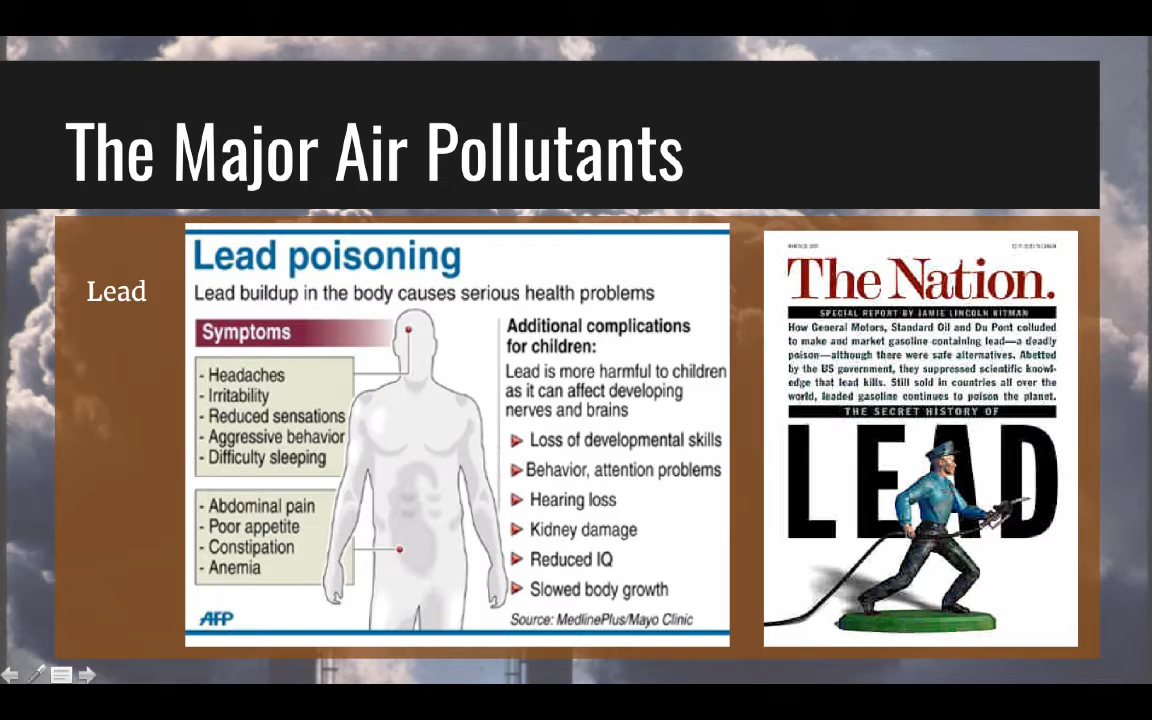 The Major Air Pollutants
Lead
Lead poisoning
Lead buildup in the body causes serious health problems
Symptoms
- Headaches
- Irritability
- Reduced sensations
- Aggressive behavior
- Difficulty sleeping
- Abdominal pain
- Poor appetite
- Constipation
- Anemia
AFP
Additional complications
for children:
Lead is more harmful to children
as it can affect developing
nerves and brains
Loss of developmental skills
Behavior, attention problems
Hearing loss
Kidney damage
Reduced IQ
Slowed body growth
Source: MedlinePlus/Mayo Clinic
The Nation.
SPECIAL REPORT BY JAMIE LINCOLN KITMAN
How General Motors, Standard Oil and Du Pont colluded
to make and market gasoline containing lead—a deadly
poison—although there were safe alternatives. Abetted
by the US government, they suppressed scientific knowl-
edge that lead kills. Still sold in countries all over the
world, leaded gasoline continues to poison the planet.
THE SECRET HISTORY OF
LEAD